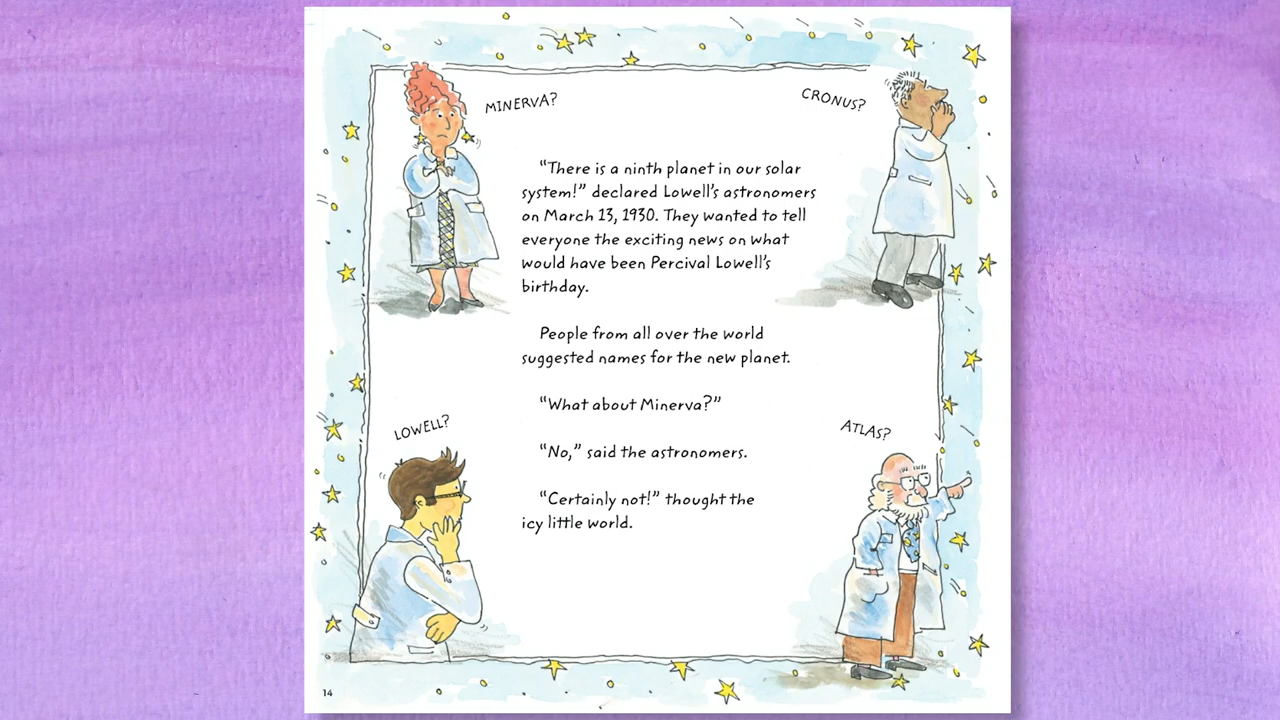 MINERVA?
CRONUS?
“There is a ninth planet in our solar
system!” declared Lowell’s astronomers
on March 13, 1930. They wanted to tell
everyone the exciting news on what
would have been Percival Lowell’s
birthday.
People from all over the world
suggested names for the new planet.
“What about Minerva?”
“No,” said the astronomers.
“Certainly not!” thought the
icy little world.
LOWELL?
ATLAS?
14